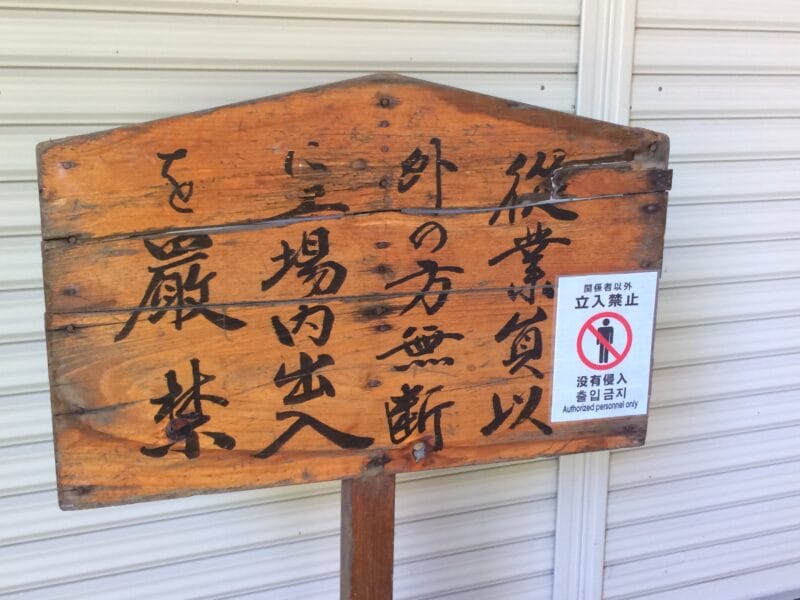 從業員以
外の方無断
に工場内出入
を厳禁
関係者以外
立入禁止
没有侵入
출입금지
Authorized personnel only